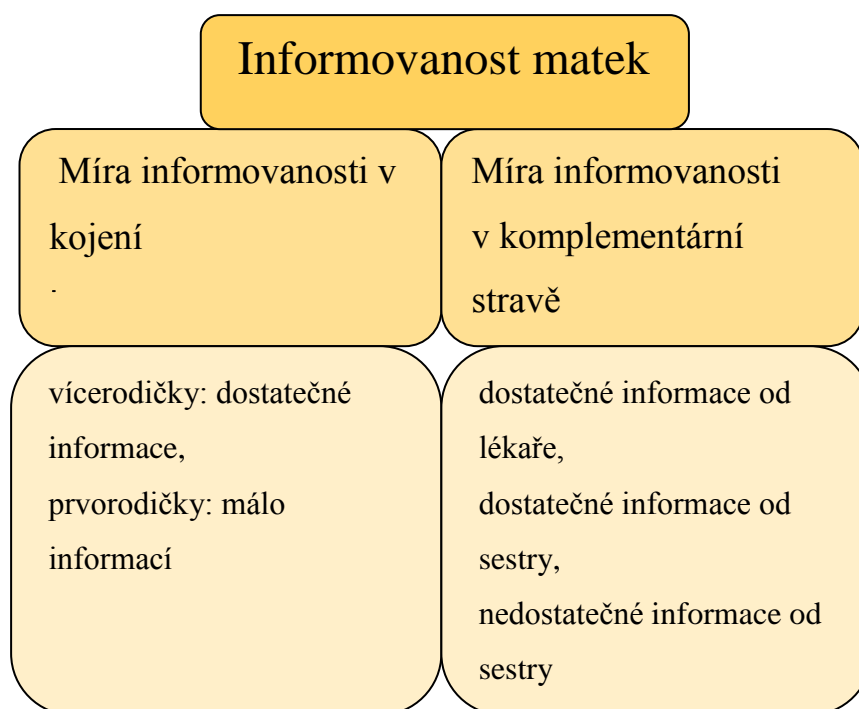 Informovanost matek
Míra informovanosti v
kojení
.
Míra informovanosti
v komplementární
stravě
vícerodičky: dostatečné
informace,
prvorodičky: málo
informací
dostatečné informace od
lékaře,
dostatečné informace od
sestry,
nedostatečné informace od
sestry